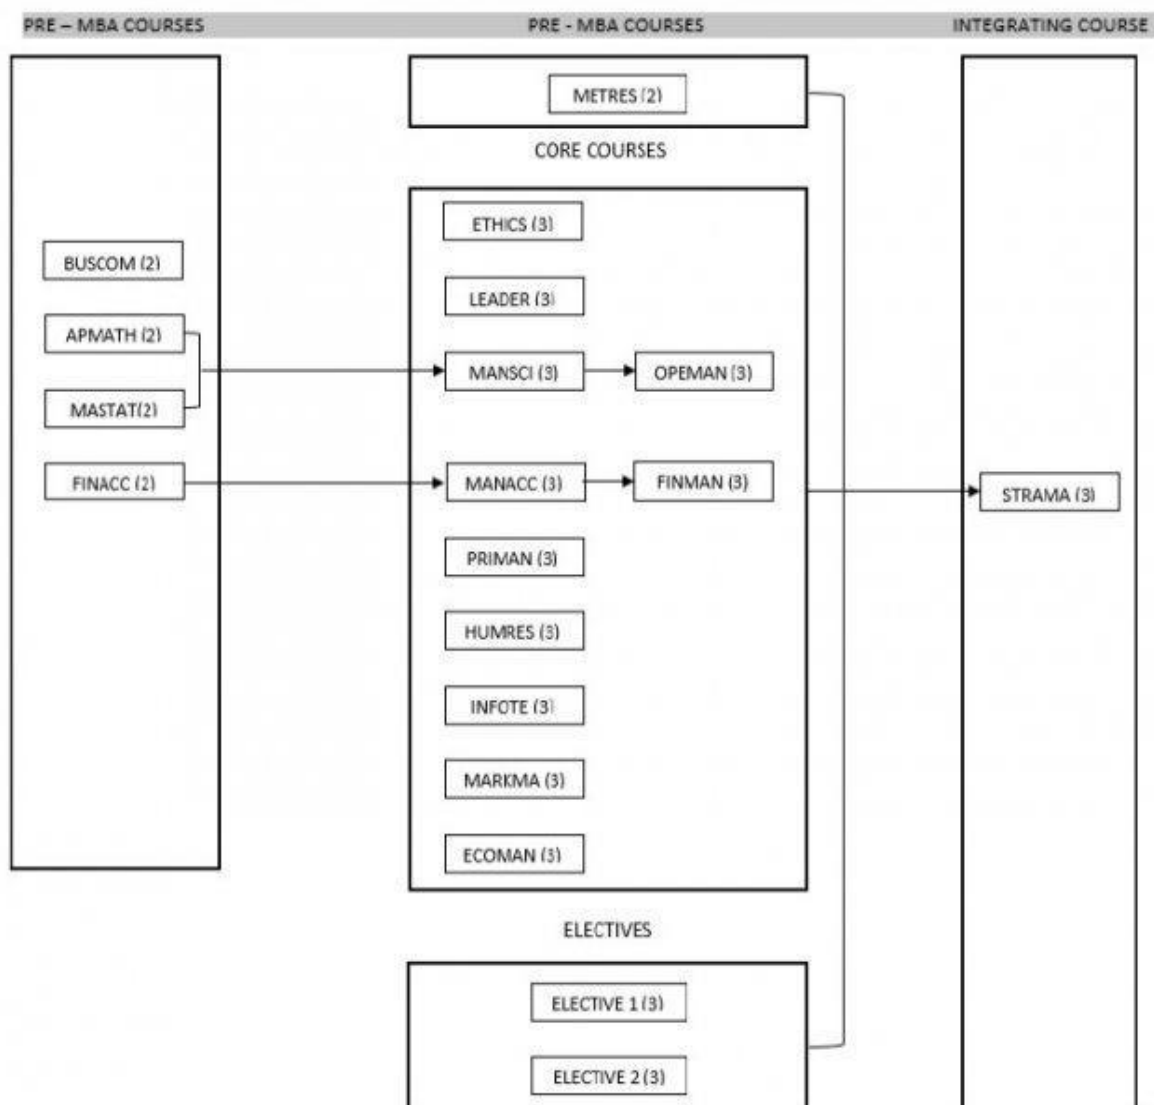 PRE – MBA COURSES
PRE - MBA COURSES
INTEGRATING COURSE
METRES (2)
CORE COURSES
ETHICS (3)
BUSCOM (2)
LEADER (3)
APMATH (2)
MANSCI (3)
OPEMAN (3)
MASTAT(2)
FINACC (2)
MANACC (3)
FINMAN (3)
STRAMA (3)
PRIMAN (3)
HUMRES (3)
INFOTE (3)
MARKMA (3)
ECOMAN (3)
ELECTIVES
ELECTIVE 1 (3)
ELECTIVE 2 (3)